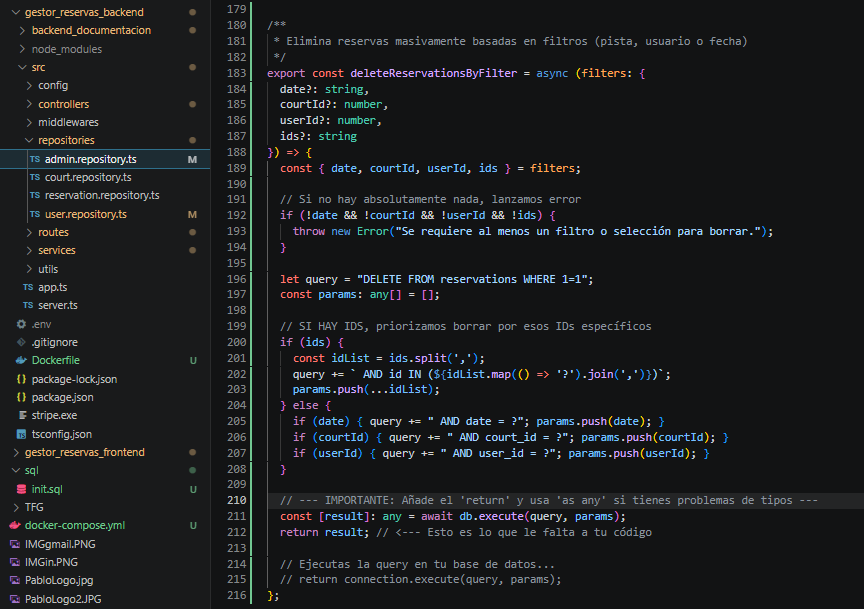 gestor_reservas_backend
backend_documentacion
node_modules
src
config
controllers
middlewares
repositories
TS admin.repository.ts M
TS court.repository.ts
TS reservation.repository.ts
TS user.repository.ts M
routes
services
utils
TS app.ts
TS server.ts
.env
.gitignore
Dockerfile U
{} package-lock.json
{} package.json
stripe.exe
tsconfig.json
gestor_reservas_frontend
sql
init.sql U
TFG
docker-compose.yml U
IMGgmail.PNG
IMGin.PNG
PabloLogo.jpg
PabloLogo2.JPG
179
180 /**
181 * Elimina reservas masivamente basadas en filtros (pista, usuario o fecha)
182 */
183 export const deleteReservationsByFilter = async (filters: {
184 date?: string,
185 courtId?: number,
186 userId?: number,
187 ids?: string
188 }) => {
189 const { date, courtId, userId, ids } = filters;
190
191 // Si no hay absolutamente nada, lanzamos error
192 if (!date && !courtId && !userId && !ids) {
193 throw new Error("Se requiere al menos un filtro o selección para borrar.");
194 }
195
196 let query = "DELETE FROM reservations WHERE 1=1";
197 const params: any[] = [];
198
199 // SI HAY IDS, priorizamos borrar por esos IDs específicos
200 if (ids) {
201 const idList = ids.split(',');
202 query += ` AND id IN (${idList.map(() => '?').join(',')})`;
203 params.push(...idList);
204 } else {
205 if (date) { query += " AND date = ?"; params.push(date); }
206 if (courtId) { query += " AND court_id = ?"; params.push(courtId); }
207 if (userId) { query += " AND user_id = ?"; params.push(userId); }
208 }
209
210 // --- IMPORTANTE: Añade el 'return' y usa 'as any' si tienes problemas de tipos ---
211 const [result]: any = await db.execute(query, params);
212 return result; // <--- Esto es lo que le falta a tu código
213
214 // Ejecutas la query en tu base de datos...
215 // return connection.execute(query, params);
216 };